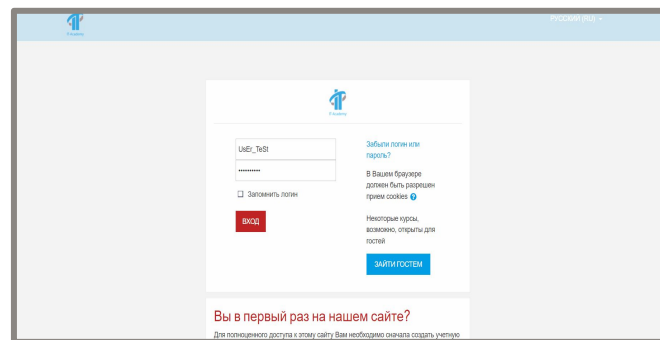 РУССКИЙ (RU)
UsEr_TeSt
••••••••••
Забыли логин или
пароль?
Запомнить логин
В Вашем браузере
должен быть разрешен
прием cookies ?
ВХОД
Некоторые курсы,
возможно, открыты для
гостей
ЗАЙТИ ГОСТЕМ
Вы в первый раз на нашем сайте?
Для полноценного доступа к этому сайту Вам необходимо сначала создать учетную